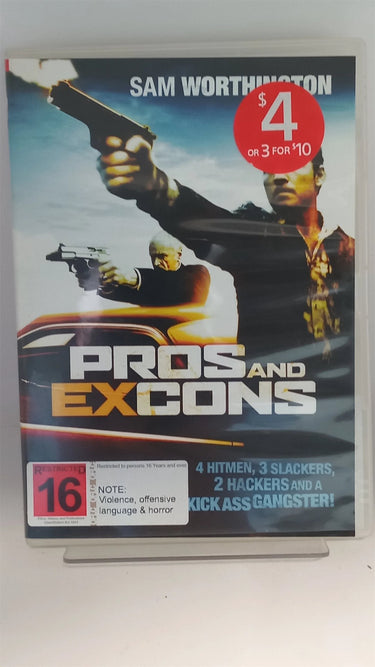 SAM WORTHINGTON
$4
OR 3 FOR $10
PROS AND
EXCONS
RESTRICTED
16
Restricted to persons 16 Years and over
NOTE:
Violence, offensive
language & horror
4 HITMEN, 3 SLACKERS,
2 HACKERS AND A
KICK ASS GANGSTER!